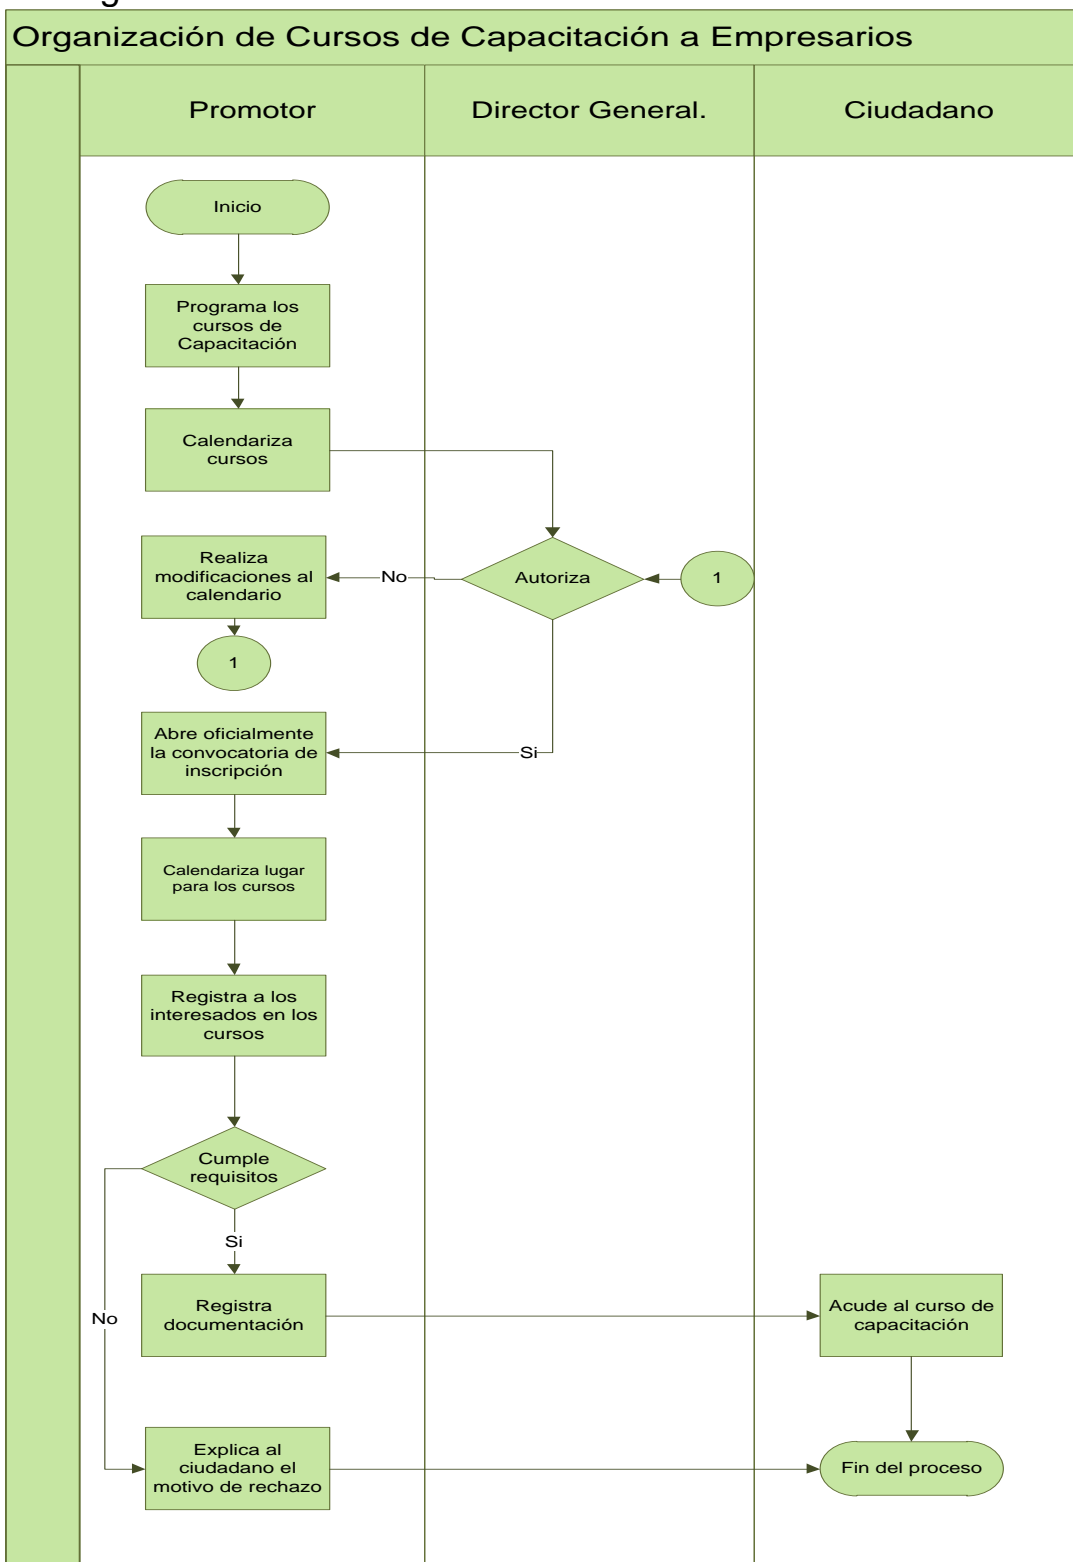 Organización de Cursos de Capacitación a Empresarios
Promotor
Director General.
Ciudadano
Inicio
Programa los
cursos de
Capacitación
Calendariza
cursos
Realiza
modificaciones al
calendario
No
Autoriza
1
1
Abre oficialmente
la convocatoria de
inscripción
Si
Calendariza lugar
para los cursos
Registra a los
interesados en los
cursos
Cumple
requisitos
Si
No
Registra
documentación
Acude al curso de
capacitación
Explica al
ciudadano el
motivo de rechazo
Fin del proceso